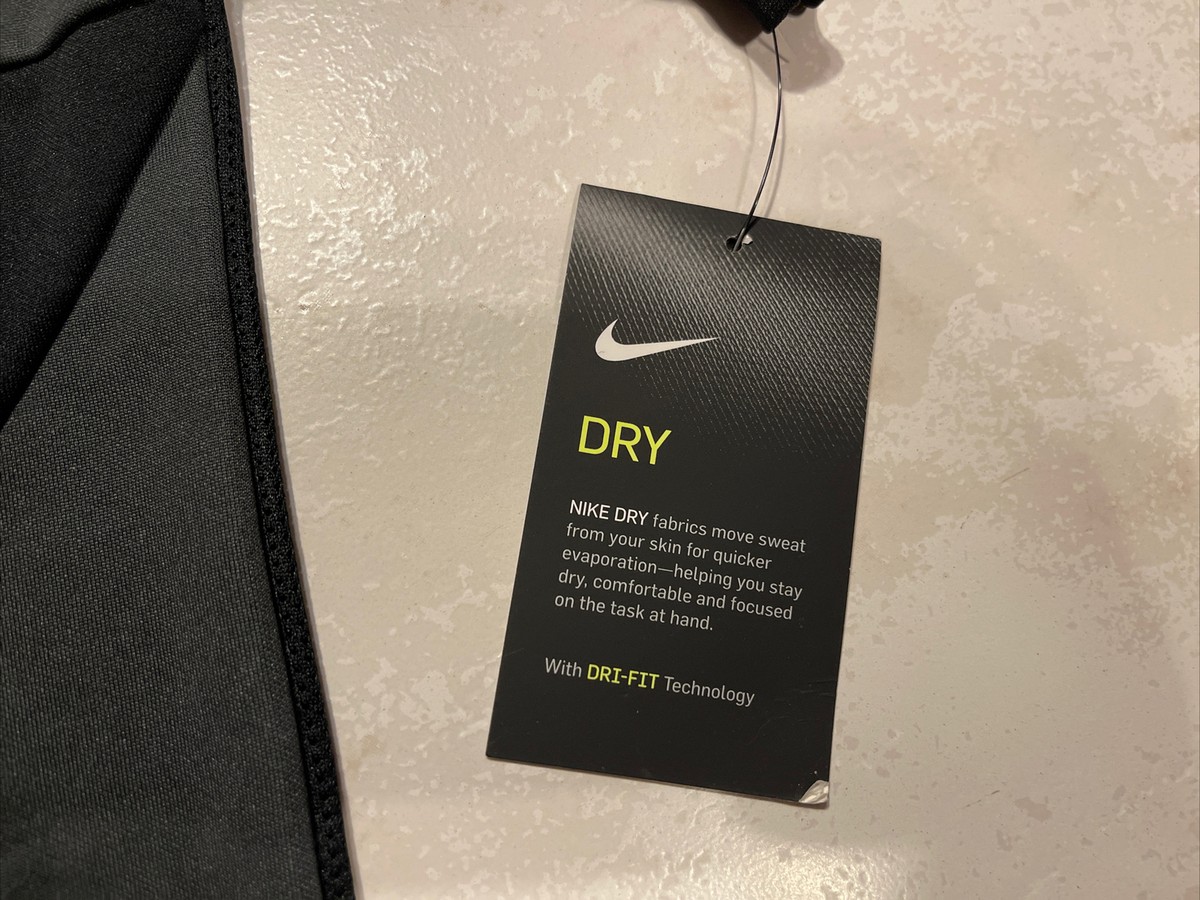 DRY
NIKE DRY fabrics move sweat
from your skin for quicker
evaporation—helping you stay
dry, comfortable and focused
on the task at hand.
With DRI-FIT Technology